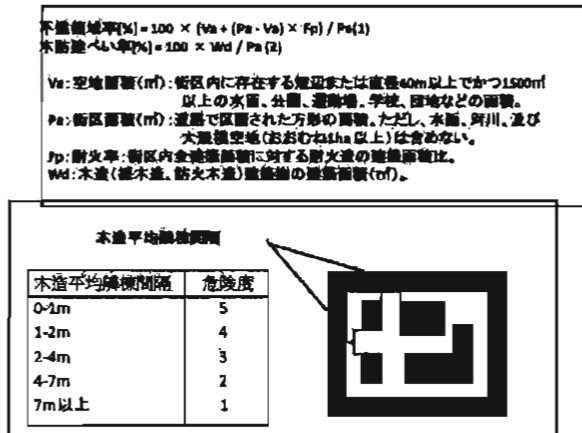 不燃領域率[%] = 100 × (Va + (Pa - Va) × Fp) / Pa(1)
木防建ぺい率[%] = 100 × Wd / Pa (2)
Va: 空地面積(㎡): 街区内に存在する短辺または直径40m以上でかつ1500㎡
以上の水面、公園、運動場、学校、団地などの面積。
Pa: 街区面積(㎡): 道路で区画された方形の面積。ただし、水面、河川、及び
大規模空地(おおむね1ha以上)は含めない。
Fp: 耐火率: 街区内全建築面積に対する耐火造の建築面積比。
Wd: 木造(裸木造、防火木造)建築物の建築面積(㎡)。
木造平均隣棟間隔
木造平均隣棟間隔 危険度
0-1m 5
1-2m 4
2-4m 3
4-7m 2
7m以上 1